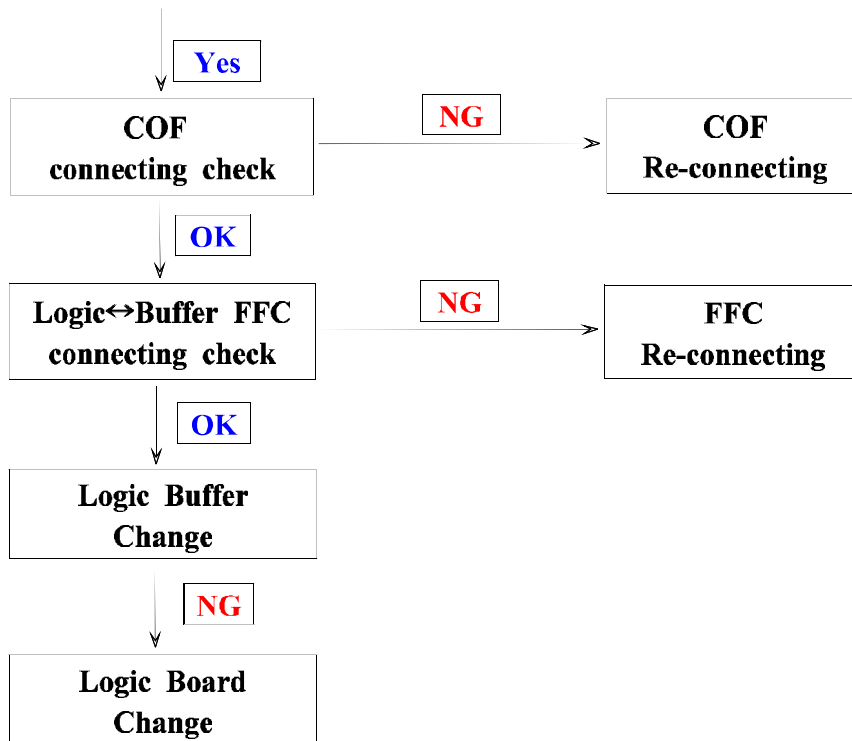 Yes
COF
connecting check
NG
COF
Re-connecting
OK
Logic↔Buffer FFC
connecting check
NG
FFC
Re-connecting
OK
Logic Buffer
Change
NG
Logic Board
Change